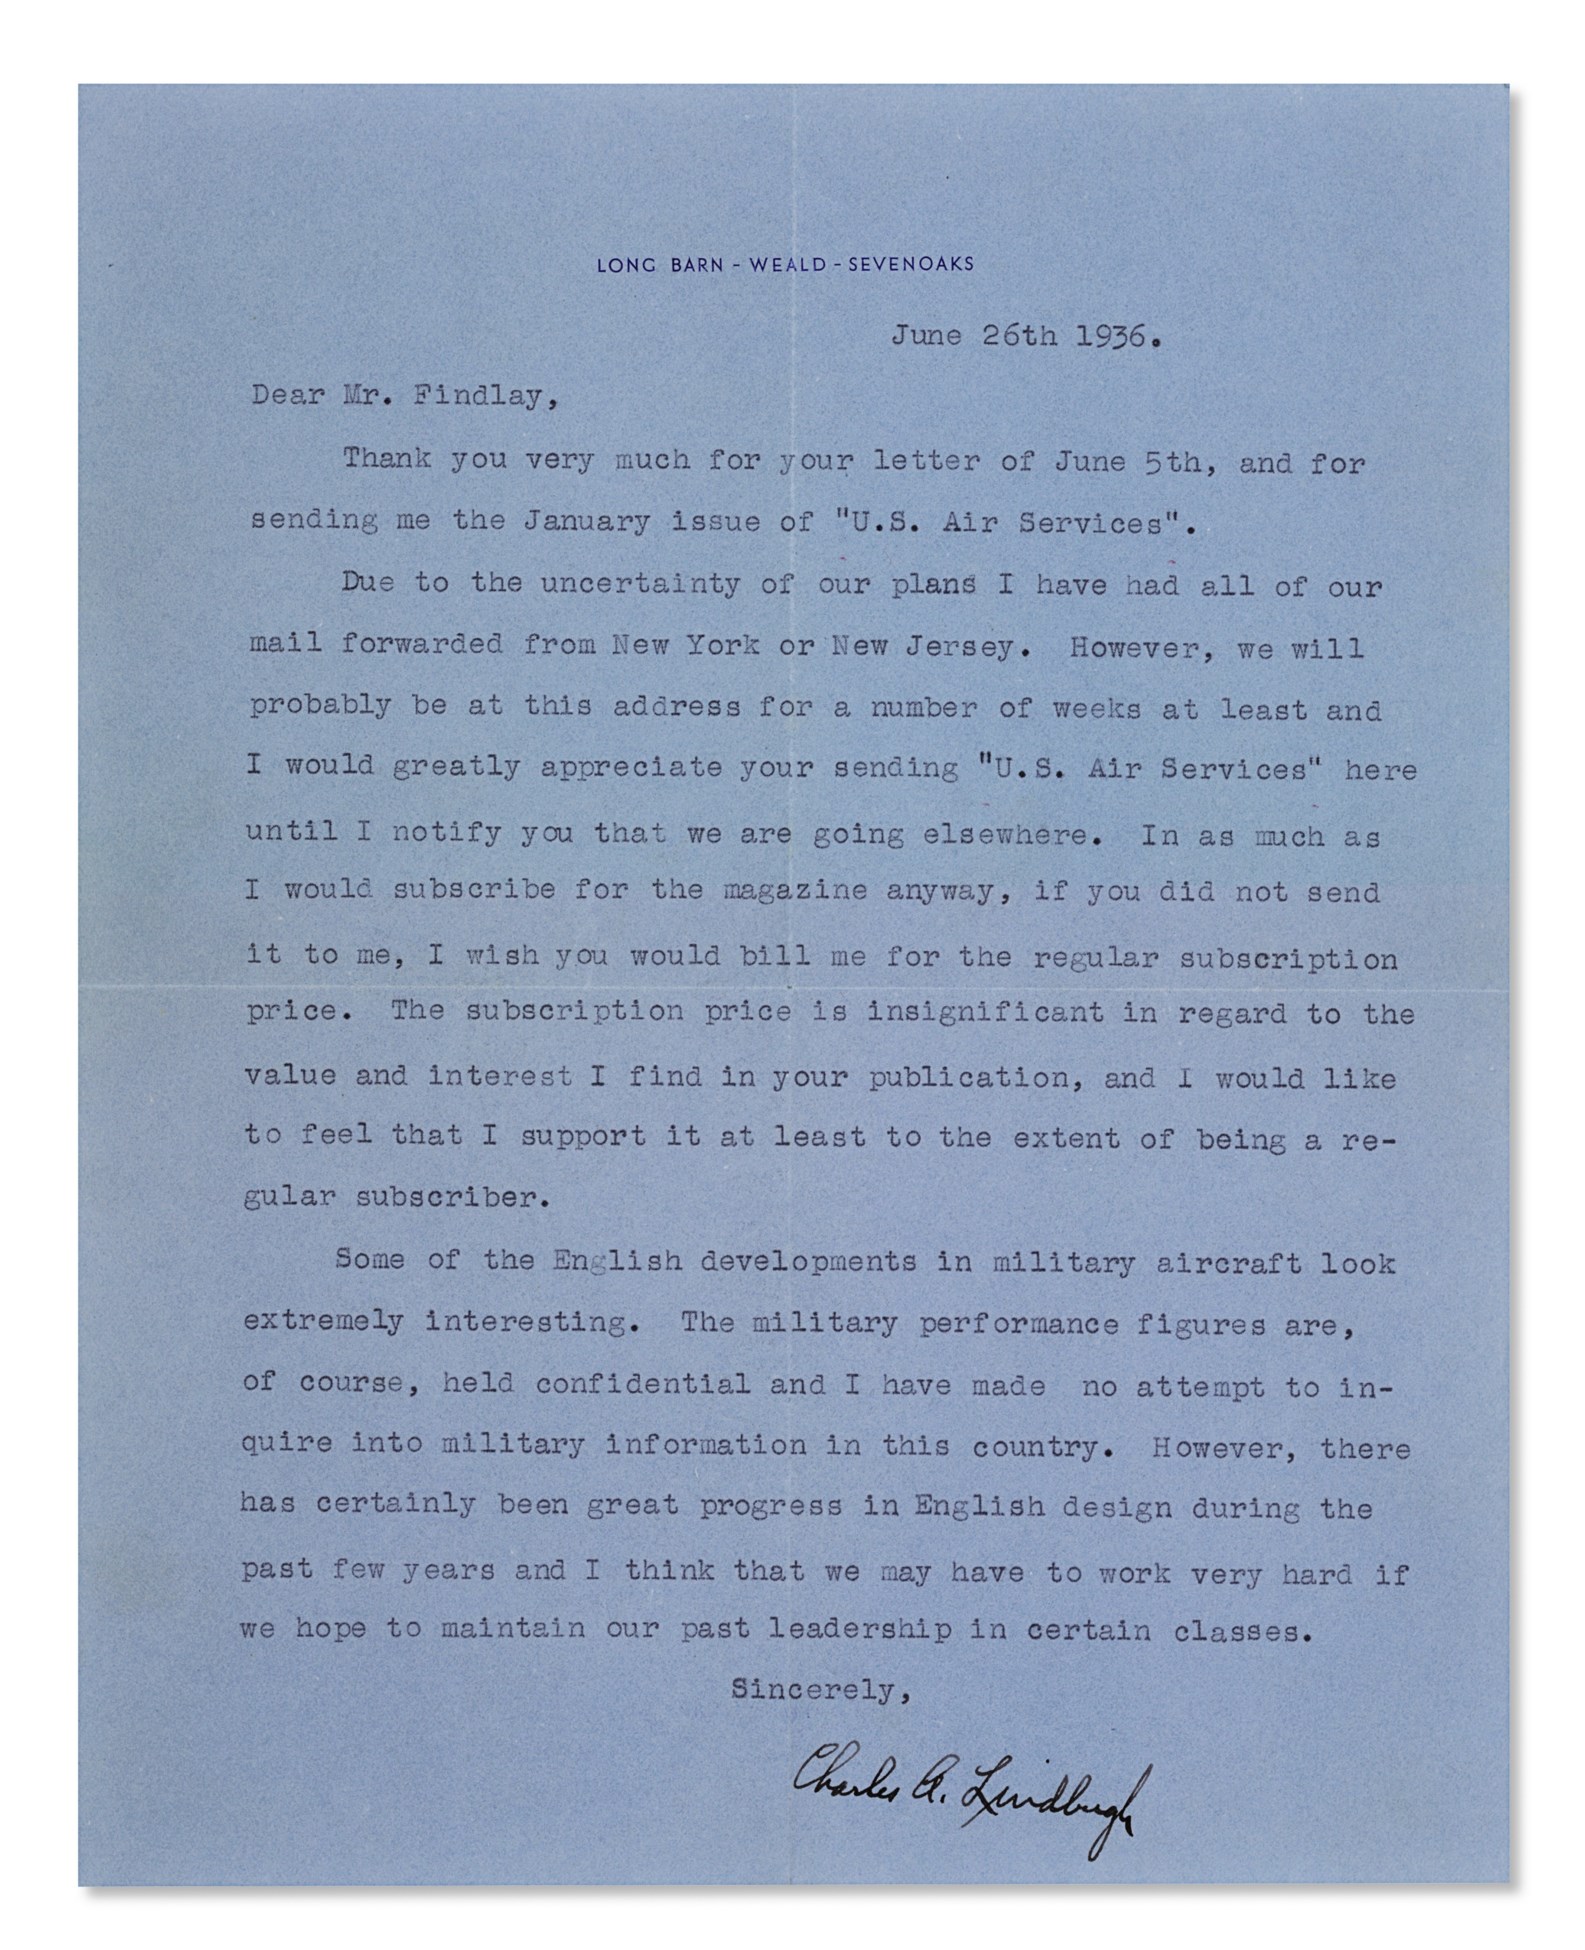 LONG BARN - WEALD - SEVENOAKS
June 26th 1936.
Dear Mr. Findlay,
Thank you very much for your letter of June 5th, and for
sending me the January issue of "U.S. Air Services".
Due to the uncertainty of our plans I have had all of our
mail forwarded from New York or New Jersey. However, we will
probably be at this address for a number of weeks at least and
I would greatly appreciate your sending "U.S. Air Services" here
until I notify you that we are going elsewhere. In as much as
I would subscribe for the magazine anyway, if you did not send
it to me, I wish you would bill me for the regular subscription
price. The subscription price is insignificant in regard to the
value and interest I find in your publication, and I would like
to feel that I support it at least to the extent of being a re-
gular subscriber.
Some of the English developments in military aircraft look
extremely interesting. The military performance figures are,
of course, held confidential and I have made no attempt to in-
quire into military information in this country. However, there
has certainly been great progress in English design during the
past few years and I think that we may have to work very hard if
we hope to maintain our past leadership in certain classes.
Sincerely,
Charles A. Lindbergh